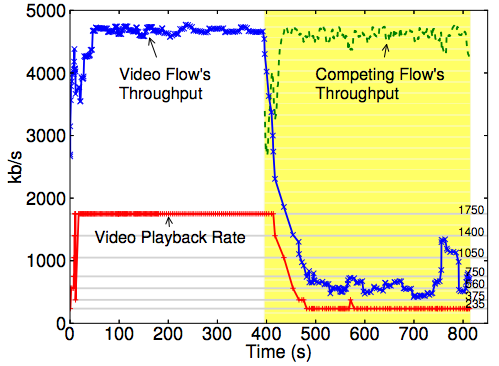 5000
4000
3000
2000
1000
0
kb/s
Video Flow's
Throughput
Competing Flow's
Throughput
Video Playback Rate
1750
1400
1050
750
560
375
235
0 100 200 300 400 500 600 700 800
Time (s)